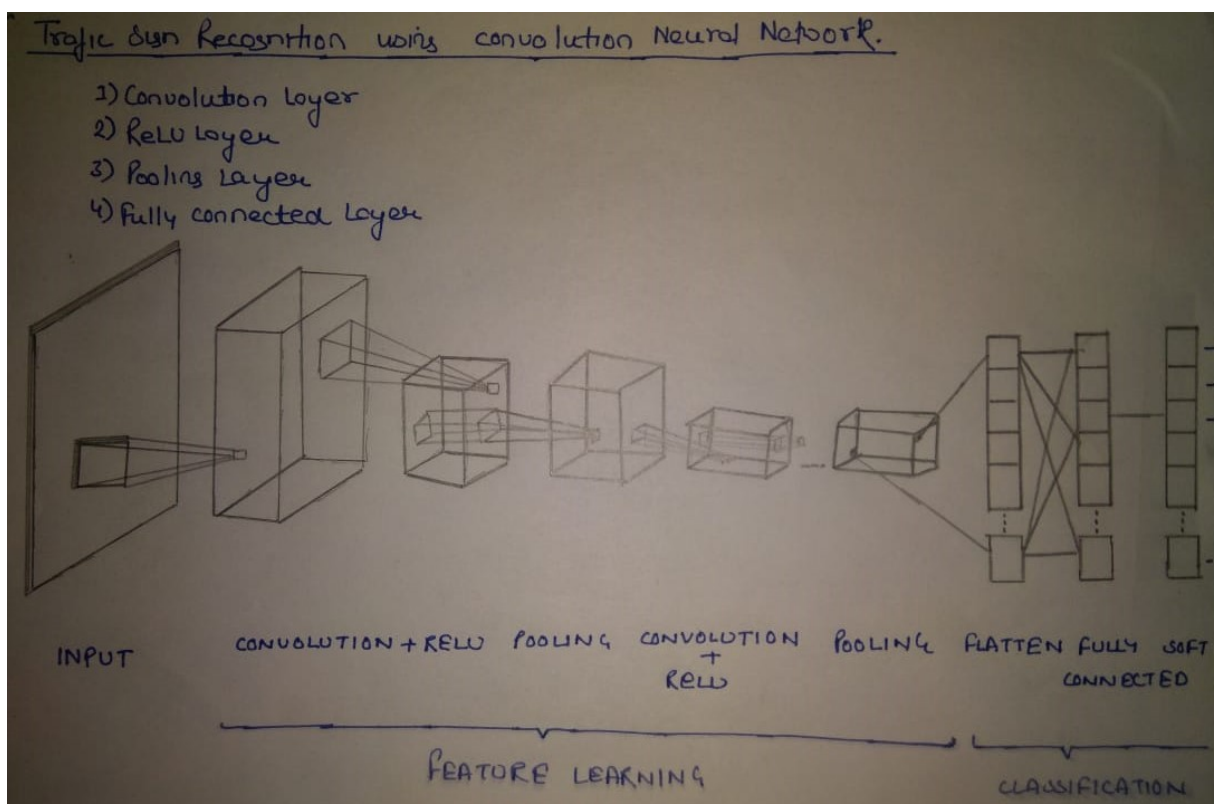 Trafic Sign Recognition using convolution Neural Network.
1) Convolution Layer
2) ReLU Layer
3) Pooling Layer
4) Fully connected Layer
INPUT
CONVOLUTION + RELU
POOLING
CONVOLUTION
+
RELU
POOLING
FLATTEN
FULLY
CONNECTED
SOFT
FEATURE LEARNING
CLASSIFICATION